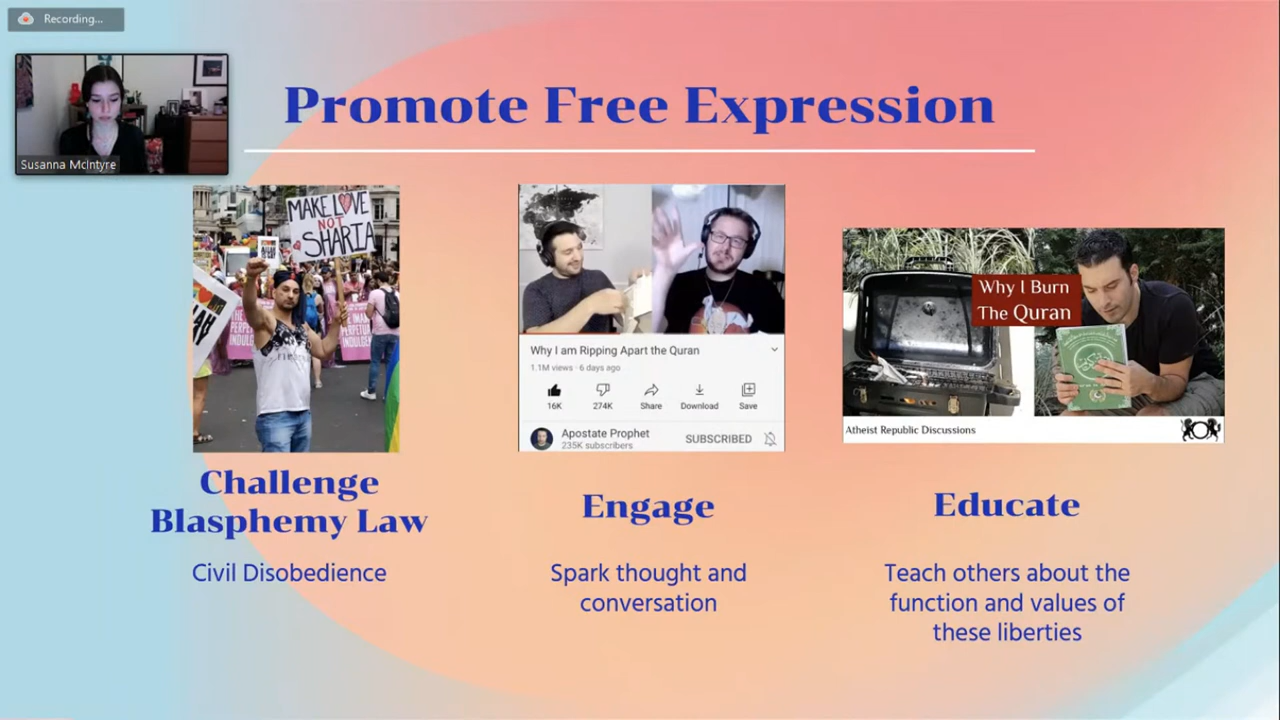 Recording...
Promote Free Expression
Susanna McIntyre
MAKE LOVE
NOT
SHARIA
Why I am Ripping Apart the Quran
1.1M views · 6 days ago
16K
274K
Share
Download
Save
Apostate Prophet
235K subscribers
SUBSCRIBED
Why I Burn
The Quran
Atheist Republic Discussions
Challenge
Blasphemy Law
Civil Disobedience
Engage
Spark thought and
conversation
Educate
Teach others about the
function and values of
these liberties